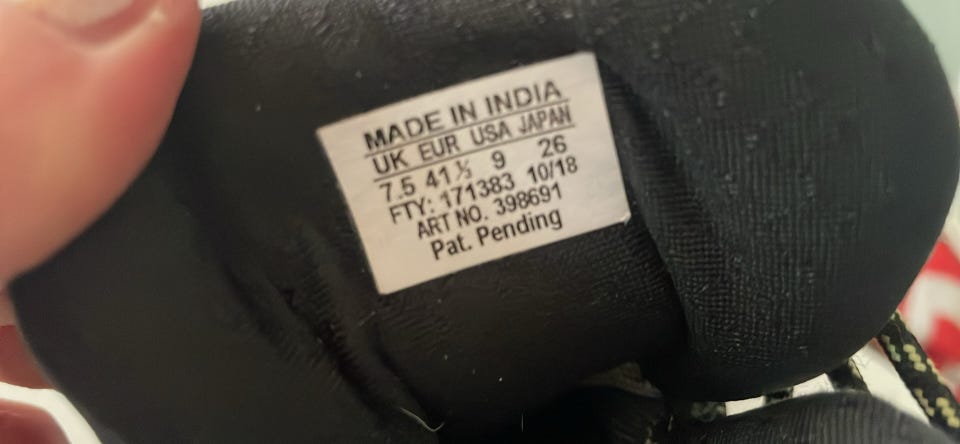 MADE IN INDIA
UK EUR USA JAPAN
7.5 41⅓ 9 26
FTY: 171383 10/18
ART NO. 398691
Pat. Pending